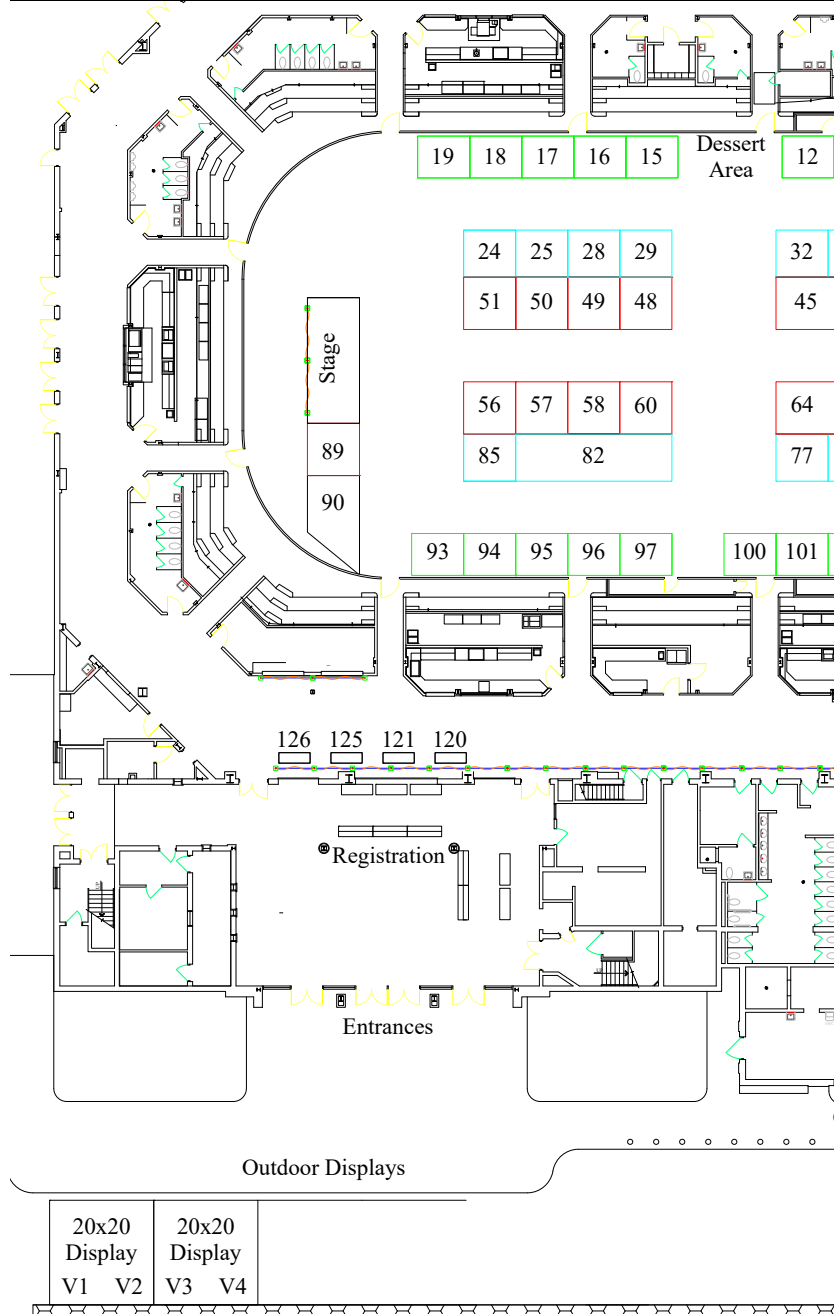 19 18 17 16 15
Dessert
Area
12
24 25 28 29 32
51 50 49 48 45
Stage
56 57 58 60 64
85 82 77
89
90
93 94 95 96 97 100 101
126 125 121 120
Registration
Entrances
Outdoor Displays
20x20 20x20
Display Display
V1 V2 V3 V4